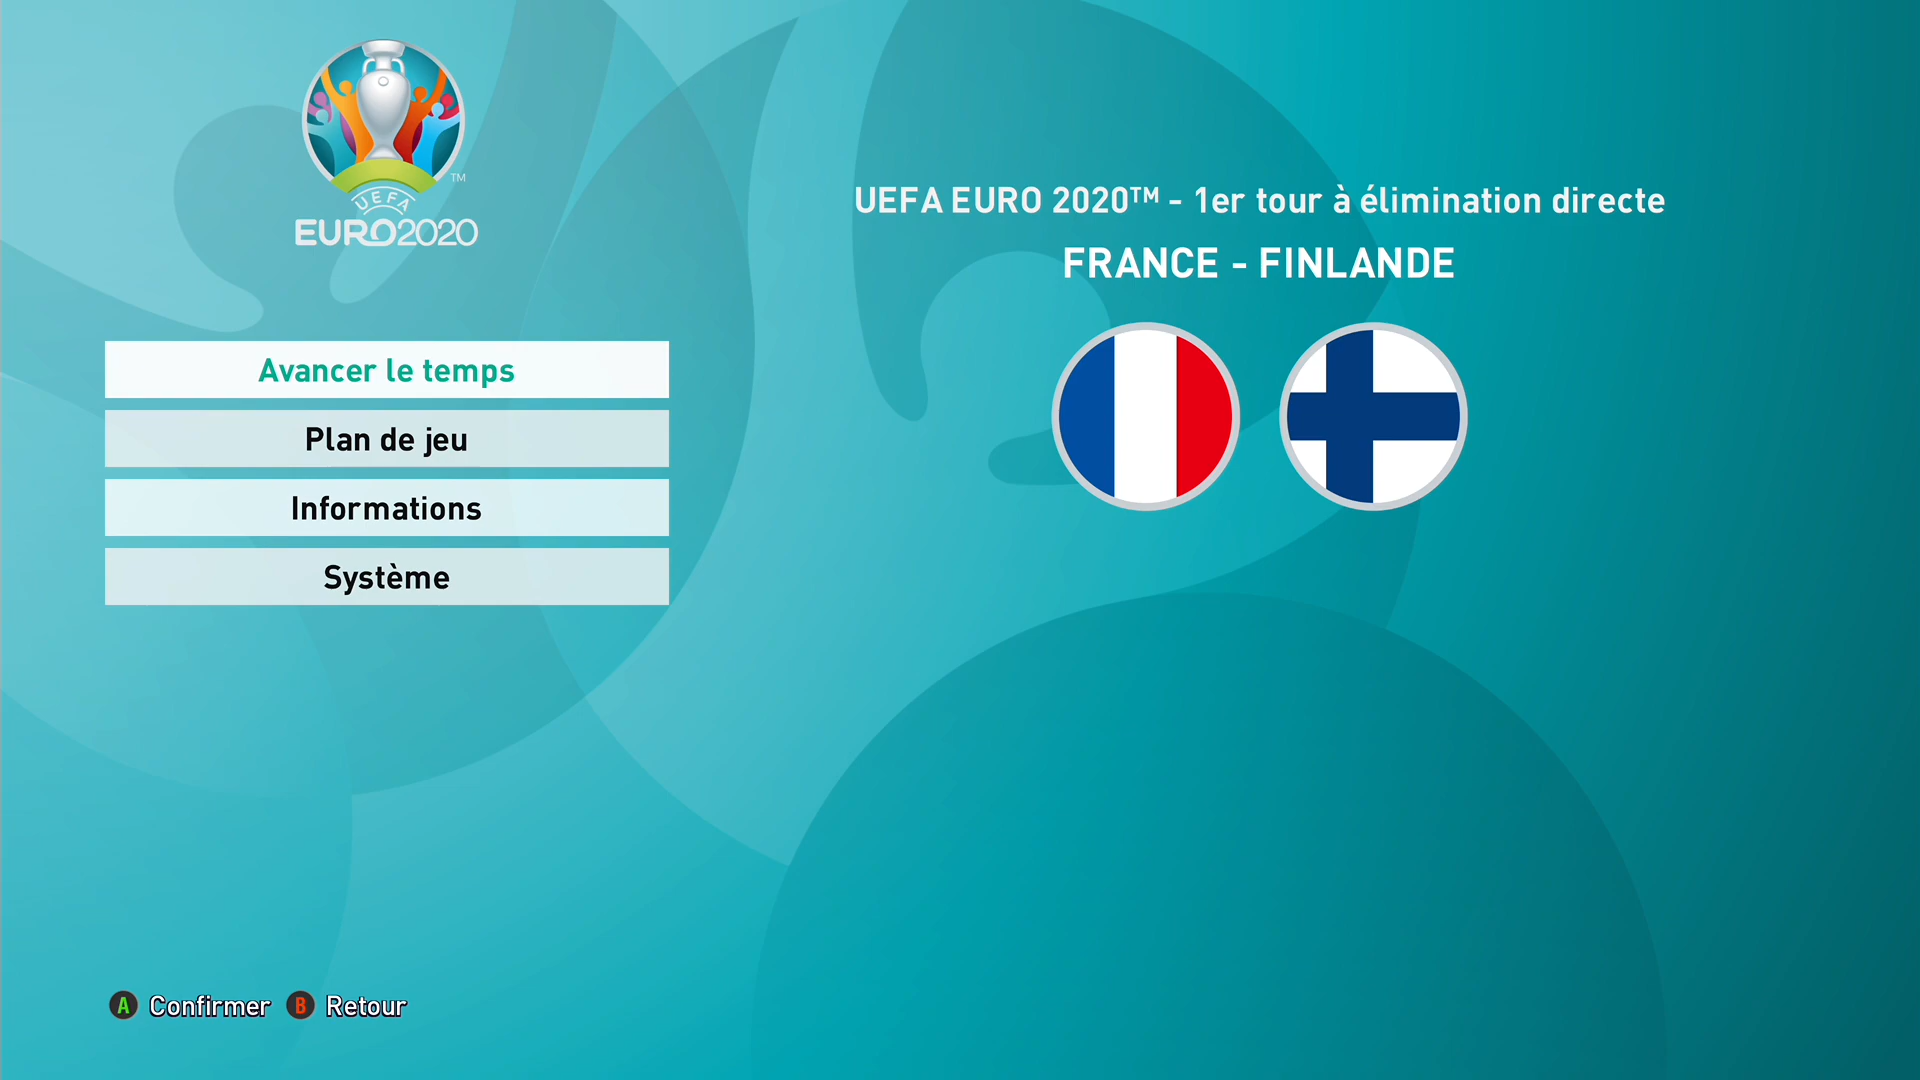 TM
UEFA
EURO2020
UEFA EURO 2020™ - 1er tour à élimination directe
FRANCE - FINLANDE
Avancer le temps
Plan de jeu
Informations
Système
A Confirmer B Retour